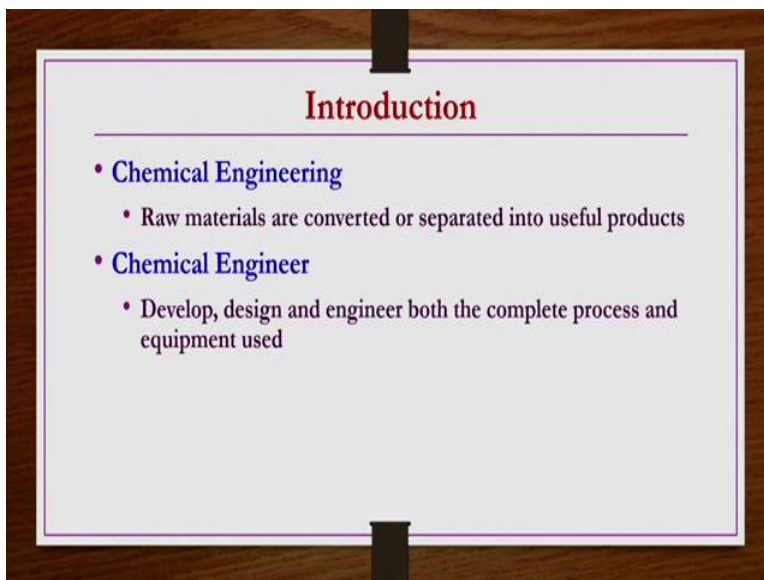 Introduction
• Chemical Engineering
• Raw materials are converted or separated into useful products
• Chemical Engineer
• Develop, design and engineer both the complete process and
equipment used